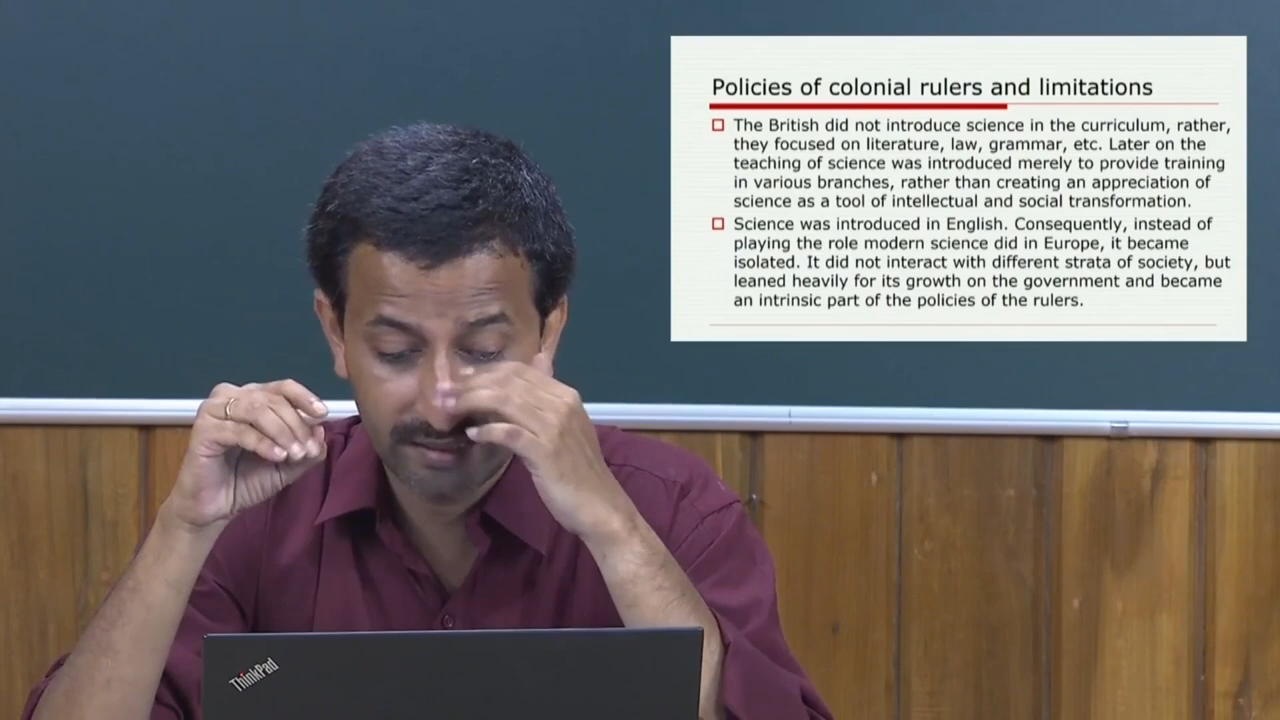 Policies of colonial rulers and limitations
The British did not introduce science in the curriculum, rather,
they focused on literature, law, grammar, etc. Later on the
teaching of science was introduced merely to provide training
in various branches, rather than creating an appreciation of
science as a tool of intellectual and social transformation.
Science was introduced in English. Consequently, instead of
playing the role modern science did in Europe, it became
isolated. It did not interact with different strata of society, but
leaned heavily for its growth on the government and became
an intrinsic part of the policies of the rulers.
ThinkPad